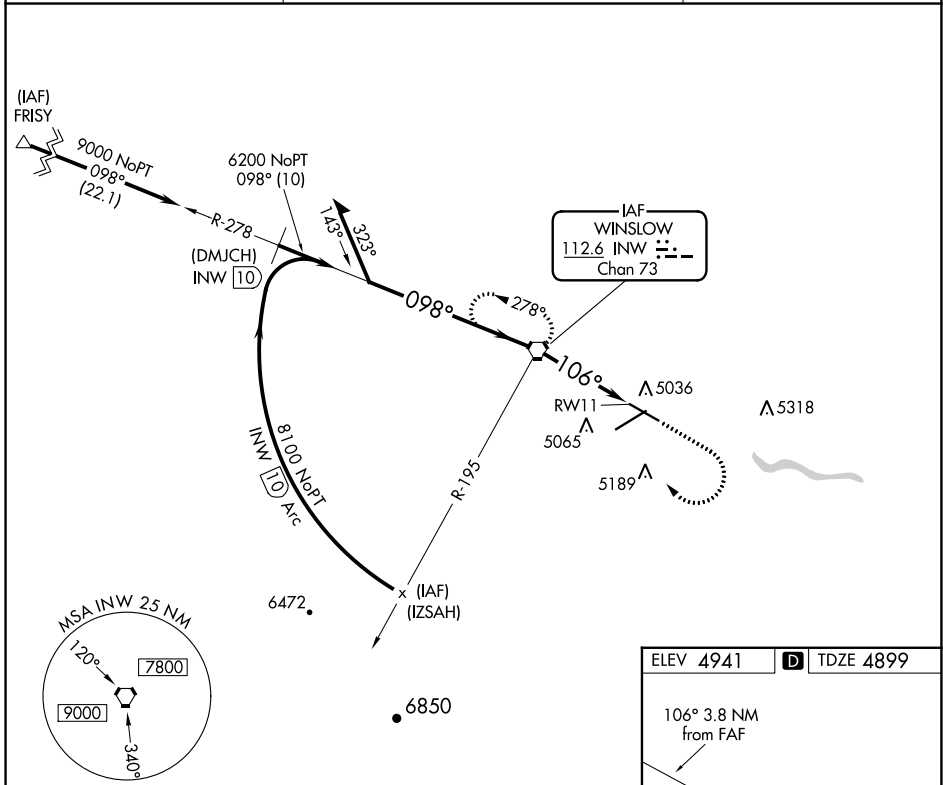 (IAF)
FRISY
9000 NoPT
098°
(22.1)
R-278
6200 NoPT
098° (10)
(DMJCH)
INW 10
143°
323°
098°
278°
IAF
WINSLOW
112.6 INW
Chan 73
106°
RW11
5036
5065
5318
5189
8100 NoPT
INW 10 Arc
R-195
(IAF)
(IZSAH)
6472
6850
MSA INW 25 NM
120°
7800
9000
340°
ELEV 4941 D TDZE 4899
106° 3.8 NM
from FAF